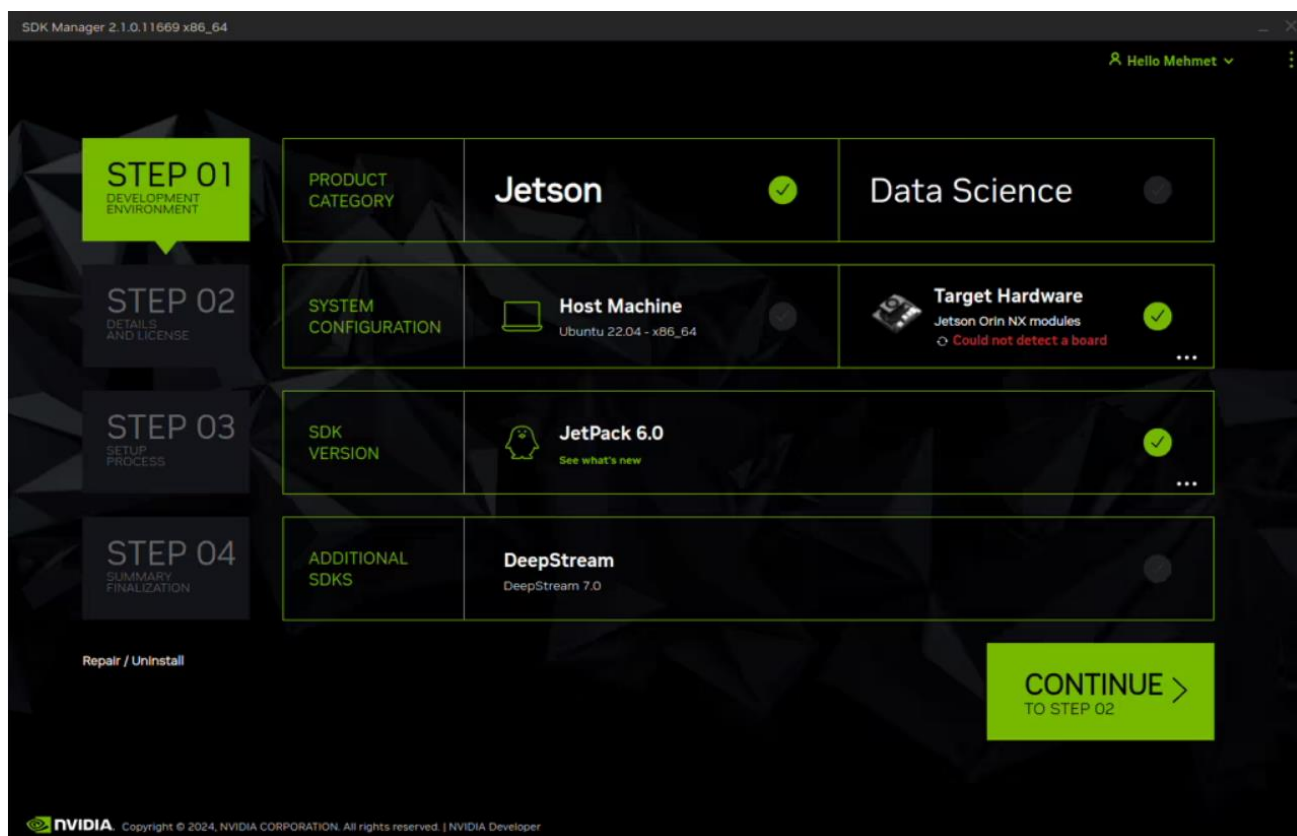 SDK Manager 2.1.0.11669 x86_64
Hello Mehmet
STEP 01
DEVELOPMENT
ENVIRONMENT
PRODUCT
CATEGORY
Jetson
Data Science
STEP 02
DETAILS
AND LICENSE
SYSTEM
CONFIGURATION
Host Machine
Ubuntu 22.04 - x86_64
Target Hardware
Jetson Orin NX modules
Could not detect a board
STEP 03
SETUP
PROCESS
SDK
VERSION
JetPack 6.0
See what's new
STEP 04
SUMMARY
FINALIZATION
ADDITIONAL
SDKS
DeepStream
DeepStream 7.0
Repair / Uninstall
CONTINUE
TO STEP 02
NVIDIA. Copyright © 2024, NVIDIA CORPORATION. All rights reserved. | NVIDIA Developer